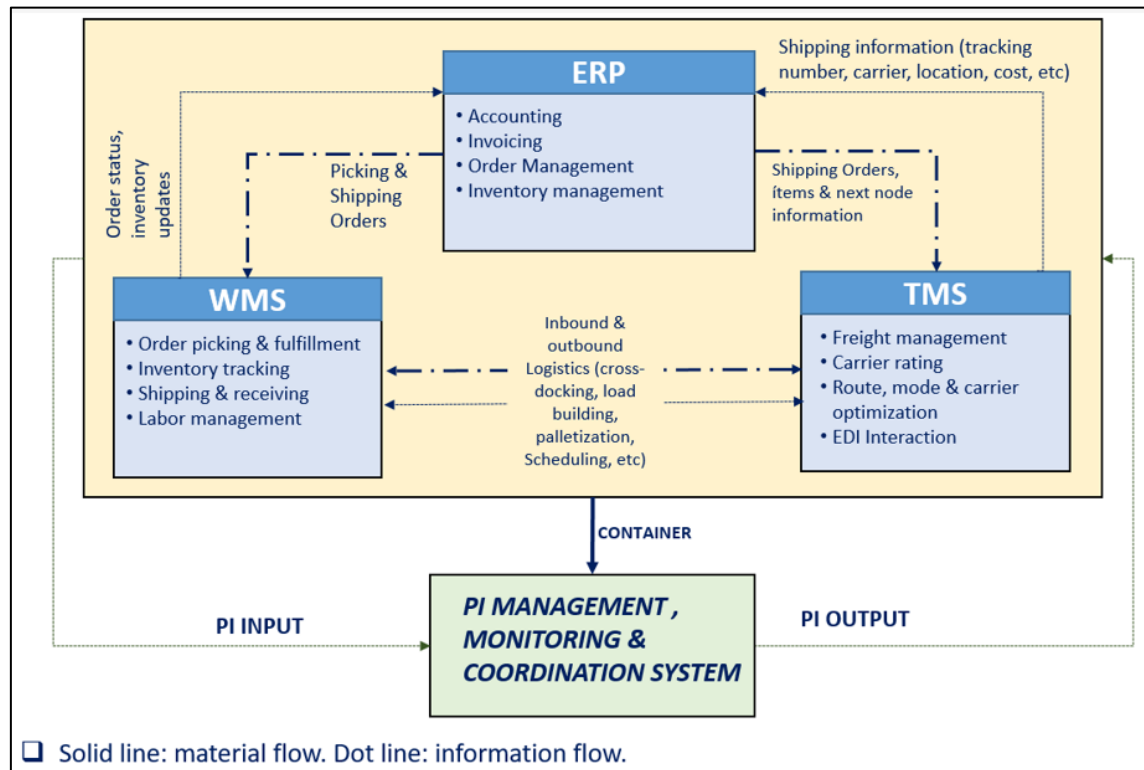 Shipping information (tracking
number, carrier, location, cost, etc)
ERP
• Accounting
• Invoicing
• Order Management
• Inventory management
Order status,
inventory
updates
Picking &
Shipping
Orders
Shipping Orders,
ítems & next node
information
WMS
• Order picking & fulfillment
• Inventory tracking
• Shipping & receiving
• Labor management
Inbound &
outbound
Logistics (cross-
docking, load
building,
palletization,
Scheduling, etc)
TMS
• Freight management
• Carrier rating
• Route, mode & carrier
optimization
• EDI Interaction
CONTAINER
PI INPUT
PI MANAGEMENT ,
MONITORING &
COORDINATION SYSTEM
PI OUTPUT
❑ Solid line: material flow. Dot line: information flow.